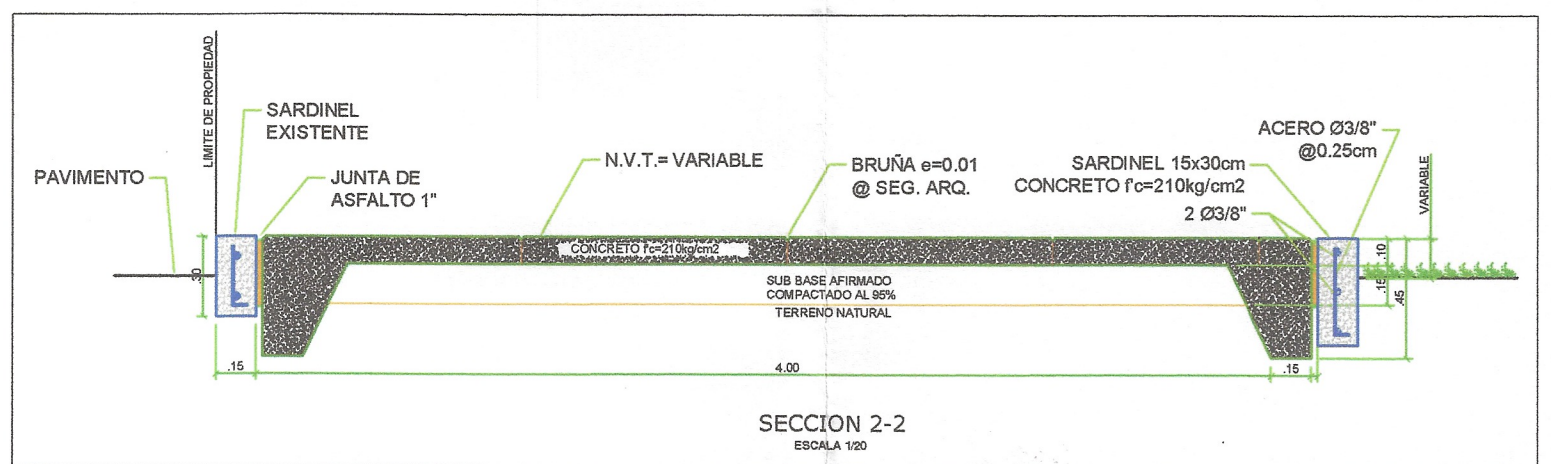 LIMITE DE PROPIEDAD
SARDINEL
EXISTENTE
PAVIMENTO
JUNTA DE
ASFALTO 1"
N.V.T.= VARIABLE
BRUÑA e=0.01
@ SEG. ARQ.
ACERO Ø3/8"
@0.25cm
SARDINEL 15x30cm
CONCRETO f'c=210kg/cm2
2 Ø3/8"
VARIABLE
CONCRETO f'c=210kg/cm2
SUB BASE AFIRMADO
COMPACTADO AL 95%
TERRENO NATURAL
.30
.10
.15
.45
.15
4.00
.15
SECCION 2-2
ESCALA 1/20